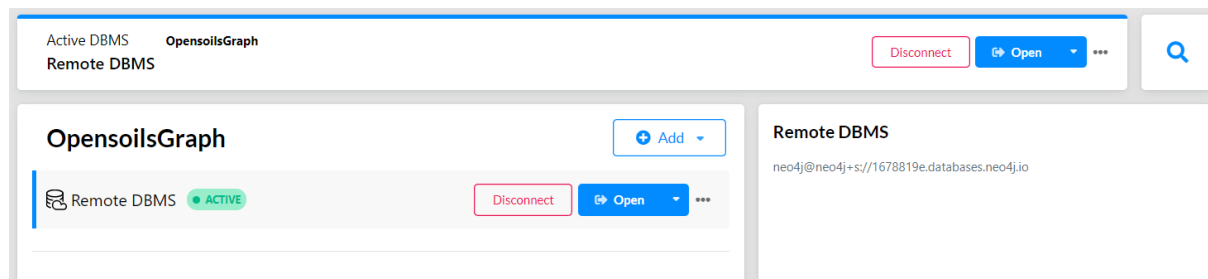 Active DBMS OpensoilsGraph
Remote DBMS
Disconnect
Open
OpensoilsGraph
Add
Remote DBMS
ACTIVE
Disconnect
Open
Remote DBMS
neo4j@neo4j+s://1678819e.databases.neo4j.io